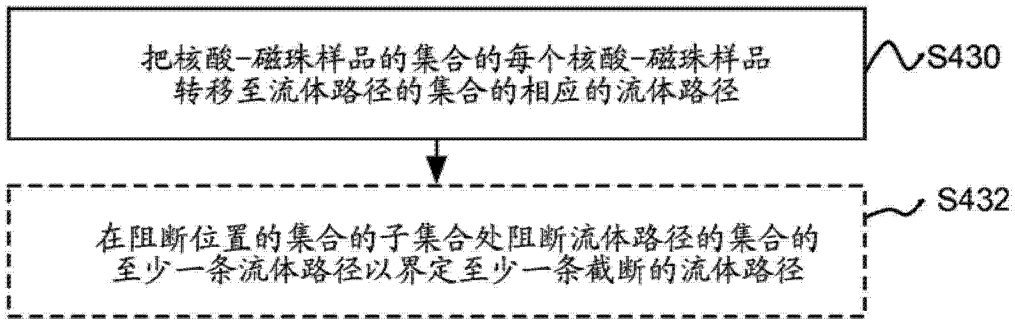 把核酸-磁珠样品的集合的每个核酸-磁珠样品
转移至流体路径的集合的相应的流体路径
S430
在阻断位置的集合的子集合处阻断流体路径的集合的
至少一条流体路径以界定至少一条截断的流体路径
S432